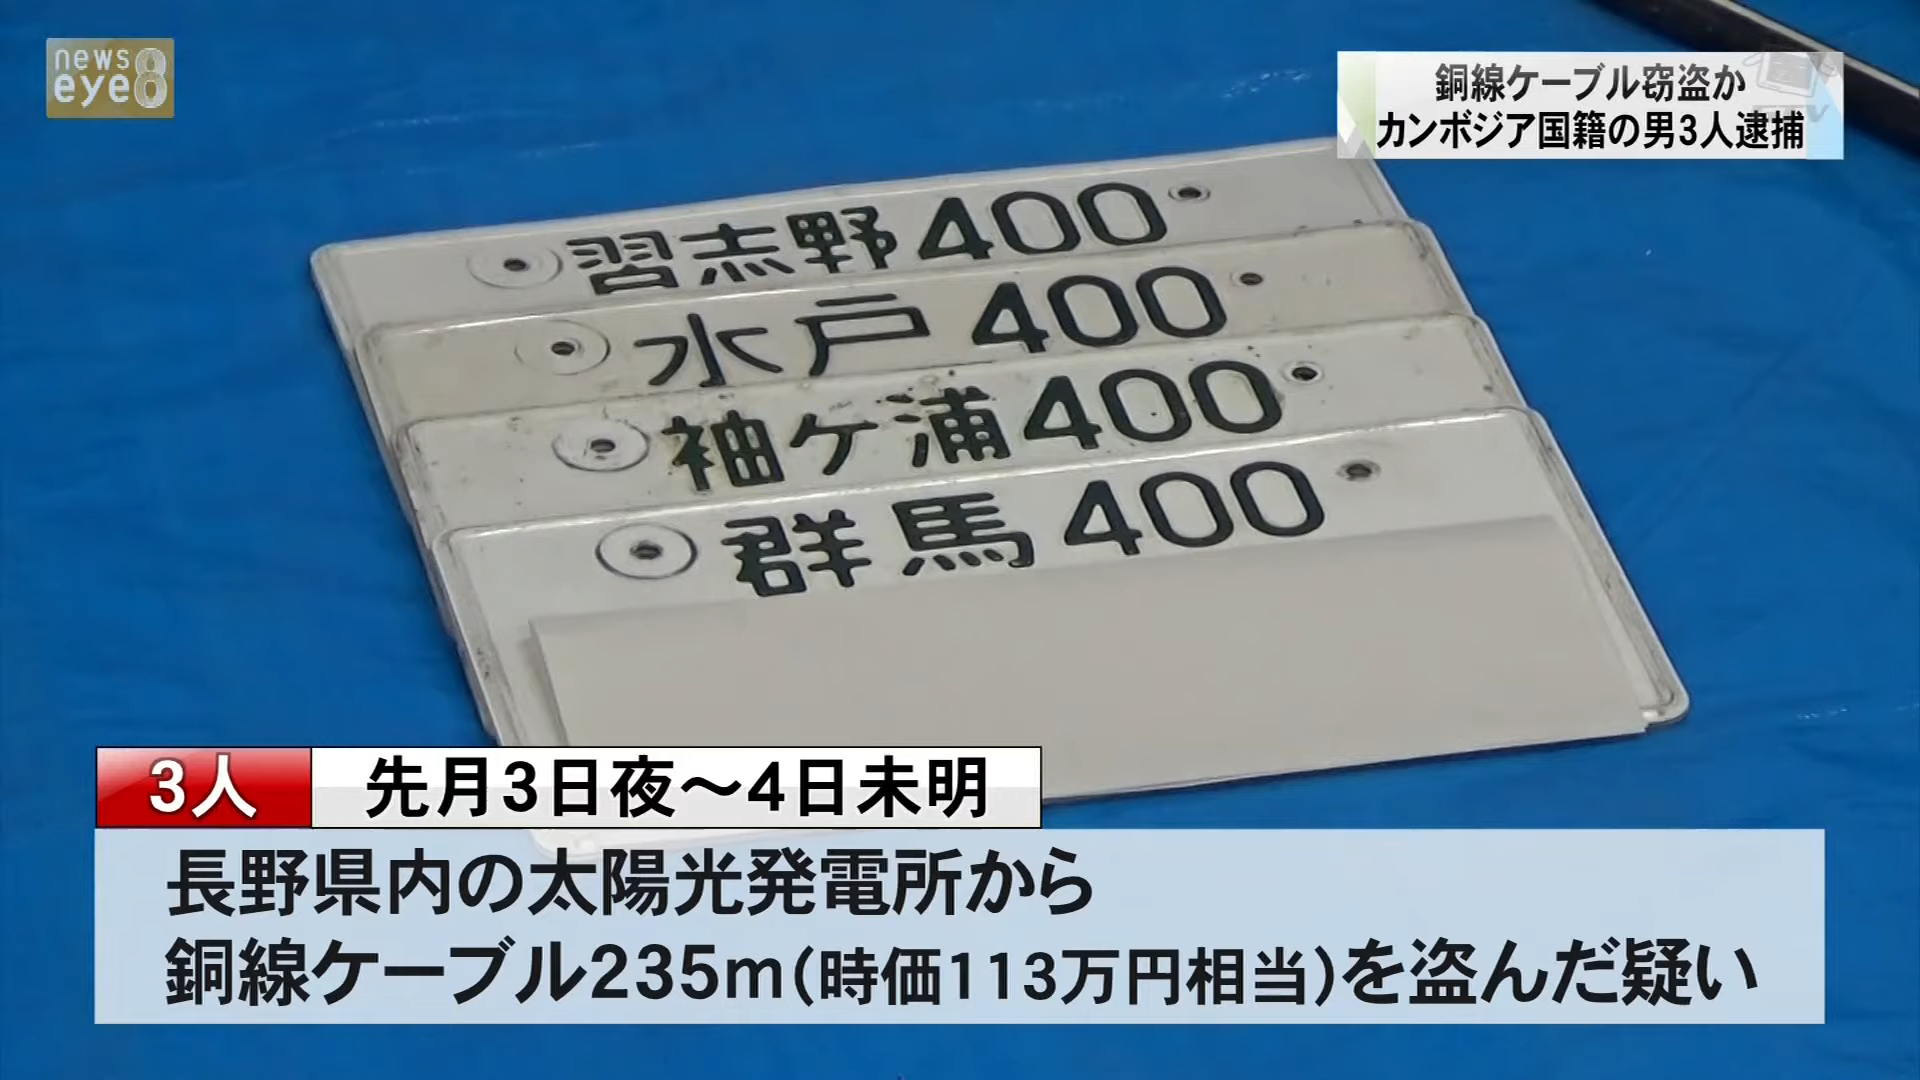 news
eye8
銅線ケーブル窃盗か
カンボジア国籍の男3人逮捕
習志野400
水戸400
袖ケ浦400
群馬400
3人
先月3日夜〜4日未明
長野県内の太陽光発電所から
銅線ケーブル235m(時価113万円相当)を盗んだ疑い